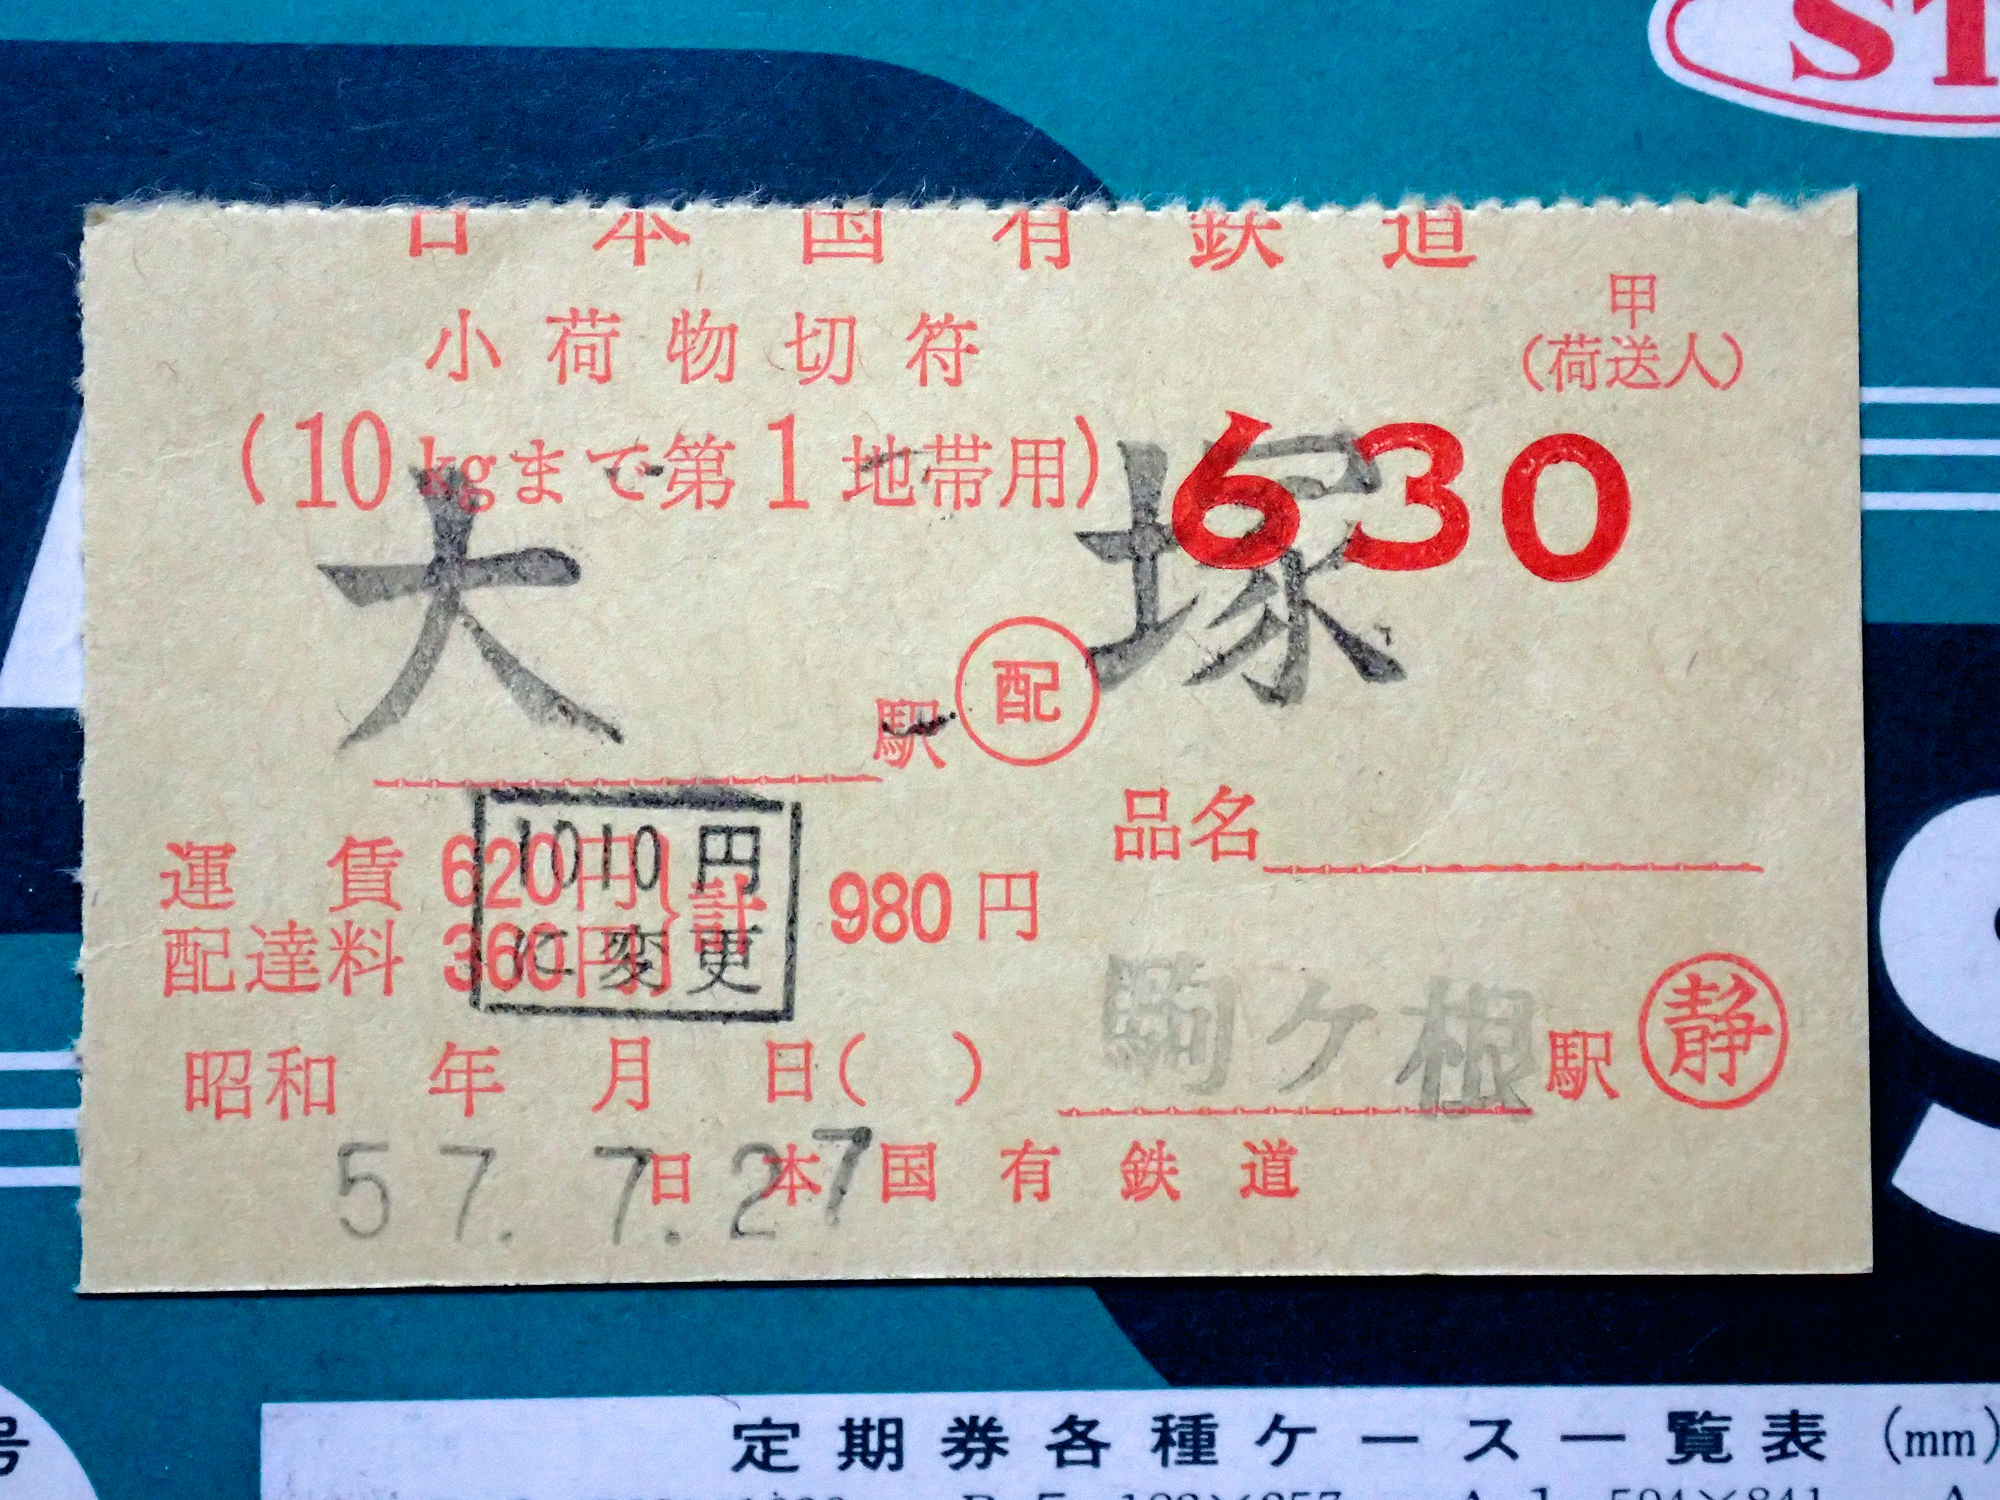 ST
日本国有鉄道
小荷物切符
甲
(荷送人)
(10kgまで第1地帯用)
630
大塚
駅 配
品名
運賃 620円
配達料 360円
計 980円
1010円
に変更
昭和 年 月 日( )
駒ケ根駅 静
57.7.27
日本国有鉄道
号
定期券各種ケース一覧表 (mm)